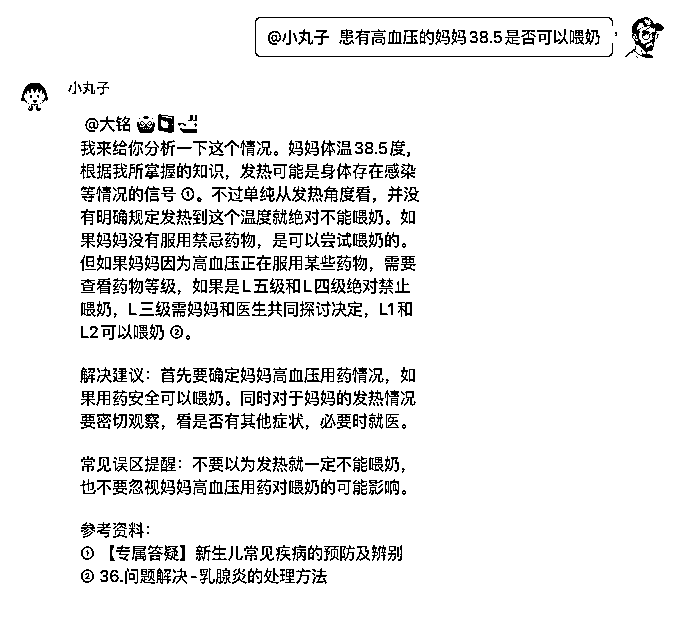 @小丸子 患有高血压的妈妈38.5是否可以喂奶
小丸子
@大铭
我来给你分析一下这个情况。妈妈体温38.5度，
根据我所掌握的知识，发热可能是身体存在感染
等情况的信号①。不过单纯从发热角度看，并没
有明确规定发热到这个温度就绝对不能喂奶。如
果妈妈没有服用禁忌药物，是可以尝试喂奶的。
但如果妈妈因为高血压正在服用某些药物，需要
查看药物等级，如果是L五级和L四级绝对禁止
喂奶，L三级需妈妈和医生共同探讨决定，L1和
L2可以喂奶②。
解决建议：首先要确定妈妈高血压用药情况，如
果用药安全可以喂奶。同时对于妈妈的发热情况
要密切观察，看是否有其他症状，必要时就医。
常见误区提醒：不要以为发热就一定不能喂奶，
也不要忽视妈妈高血压用药对喂奶的可能影响。
参考资料：
①【专属答疑】新生儿常见疾病的预防及辨别
② 36.问题解决-乳腺炎的处理方法